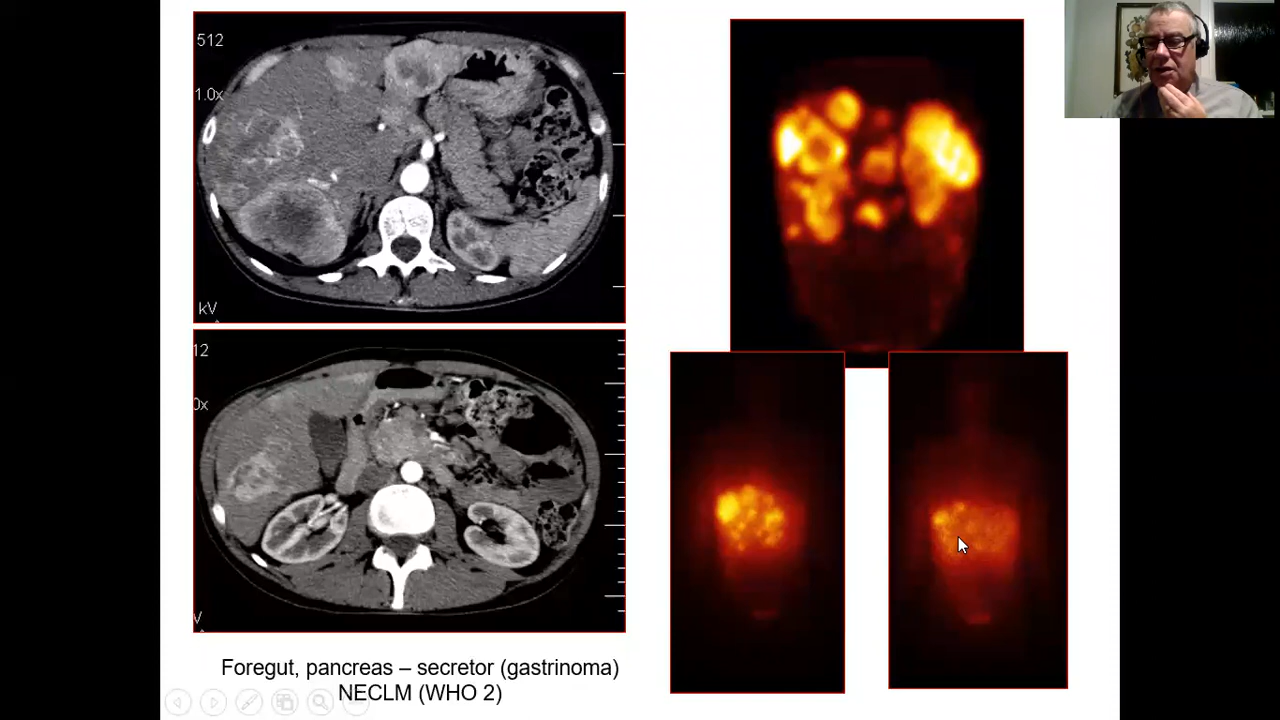 512
1.0x
kV
12
0x
V
Foregut, pancreas – secretor (gastrinoma)
NECLM (WHO 2)